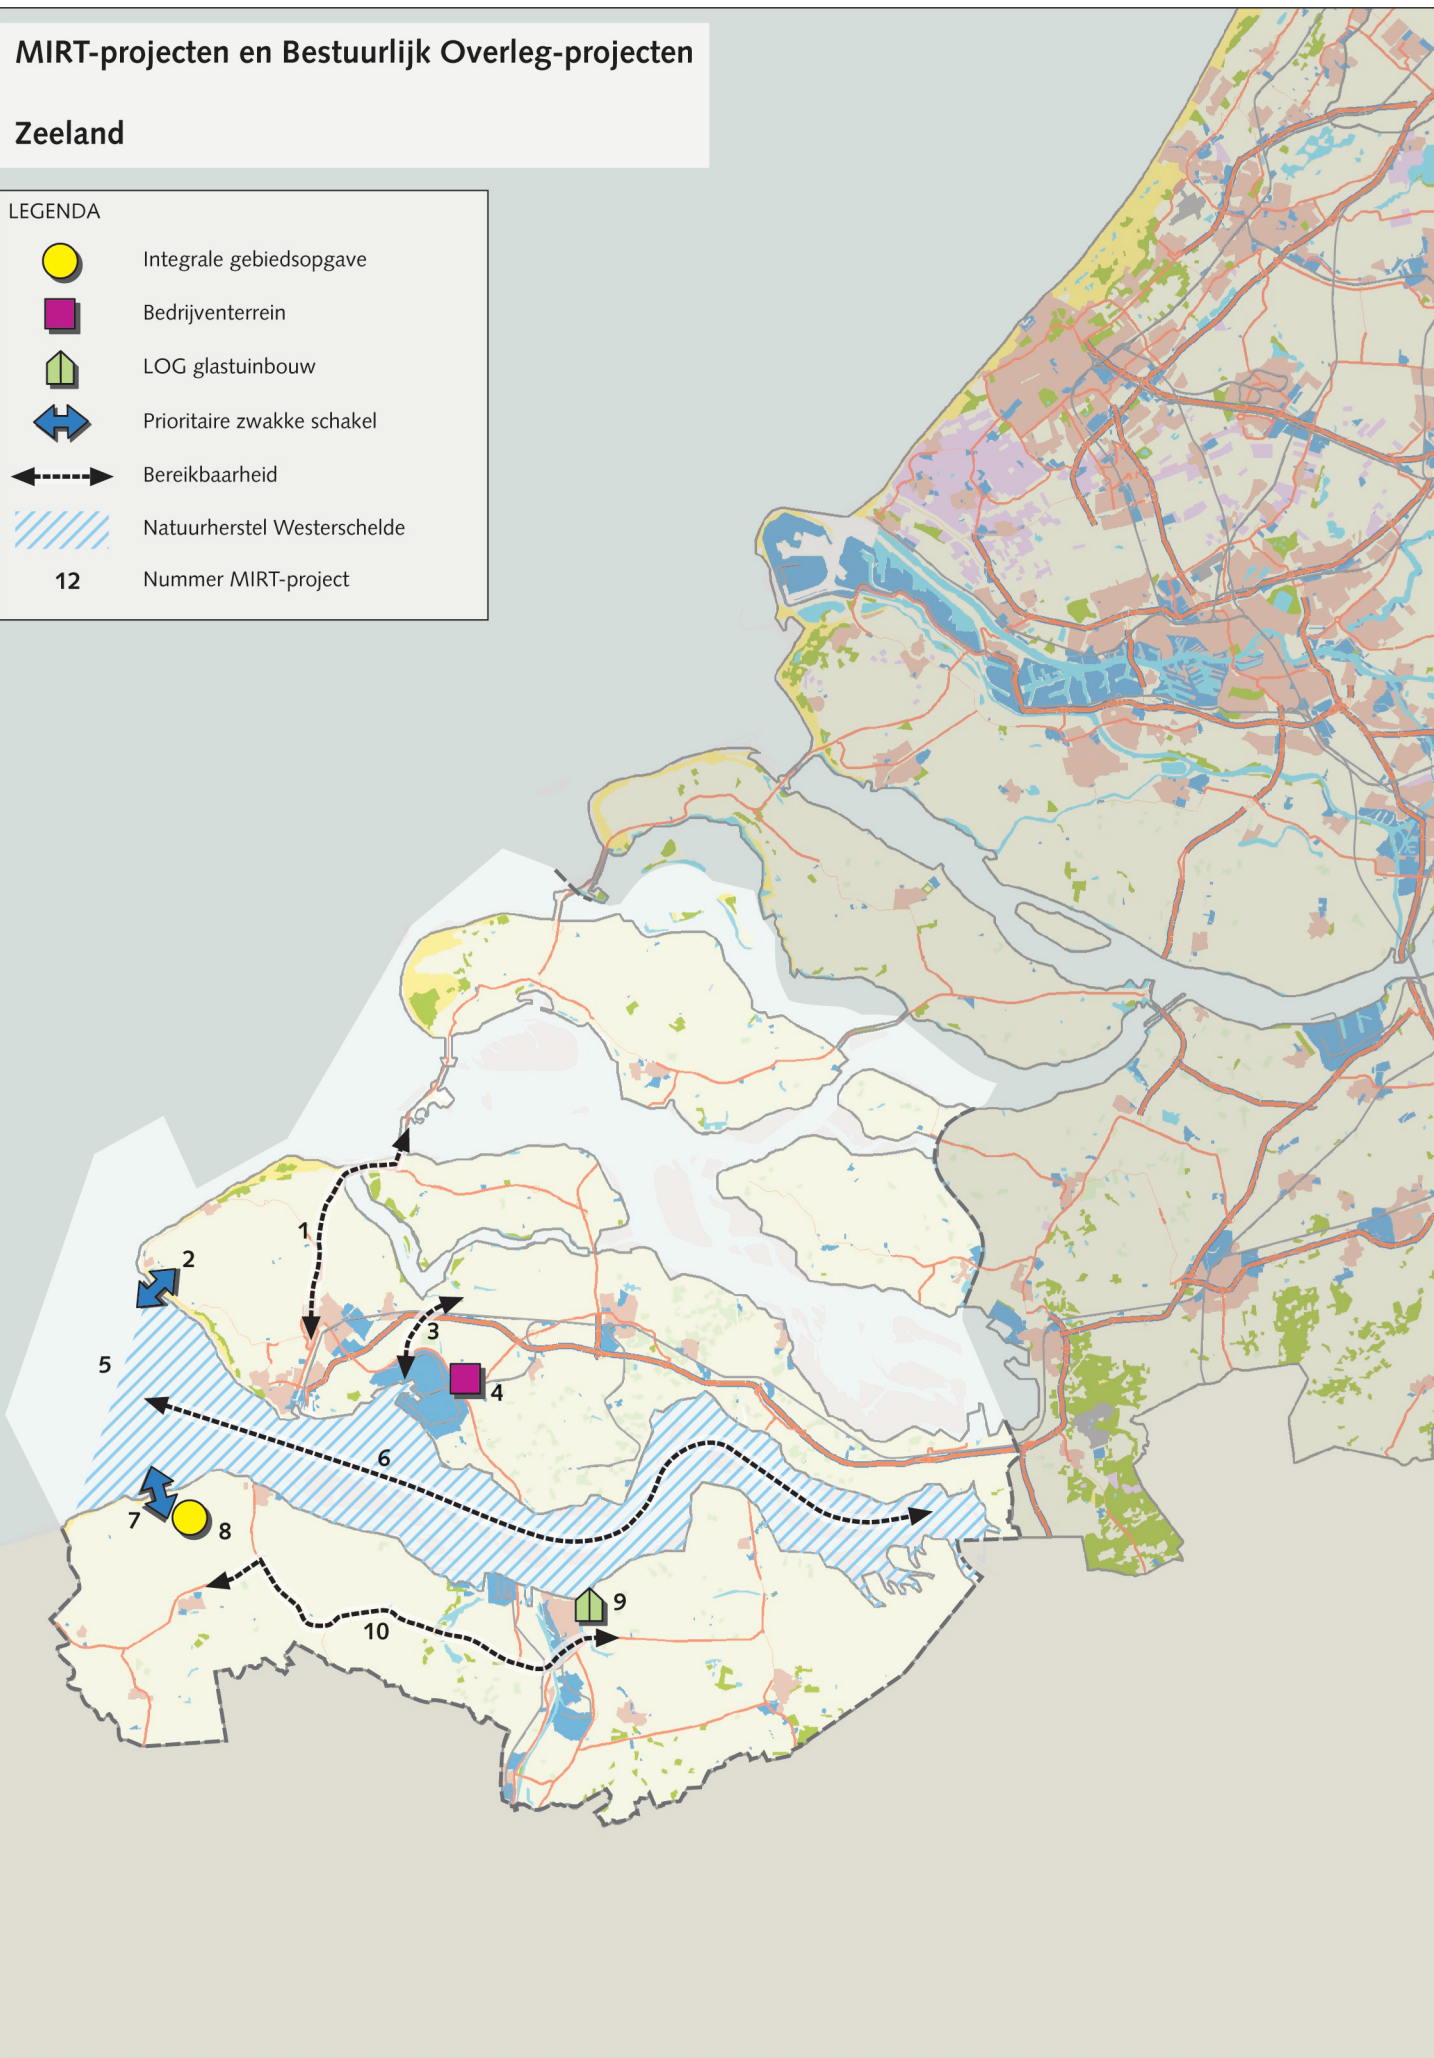 MIRT-projecten en Bestuurlijk Overleg-projecten
Zeeland
LEGENDA
Integrale gebiedsopgave
Bedrijventerrein
LOG glastuinbouw
Prioritaire zwakke schakel
Bereikbaarheid
Natuurherstel Westerschelde
12 Nummer MIRT-project
1
2
3
5
4
6
7
8
9
10